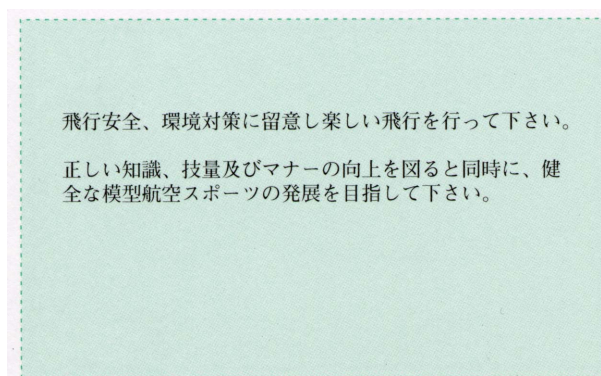 飛行安全、環境対策に留意し楽しい飛行を行って下さい。
正しい知識、技量及びマナーの向上を図ると同時に、健
全な模型航空スポーツの発展を目指して下さい。